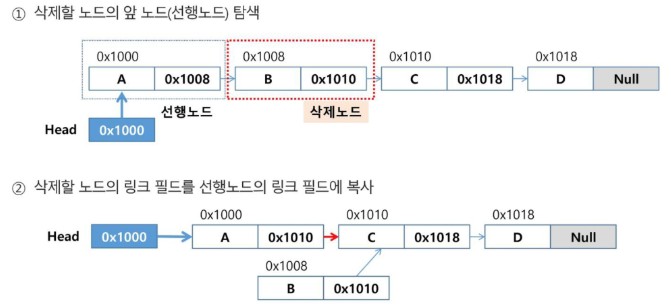 ① 삭제할 노드의 앞 노드(선행노드) 탐색
0x1000 0x1008 0x1010 0x1018
A 0x1008 B 0x1010 C 0x1018 D Null
선행노드 삭제노드
Head 0x1000
② 삭제할 노드의 링크 필드를 선행노드의 링크 필드에 복사
0x1000 0x1010 0x1018
Head 0x1000 A 0x1010 C 0x1018 D Null
0x1008
B 0x1010